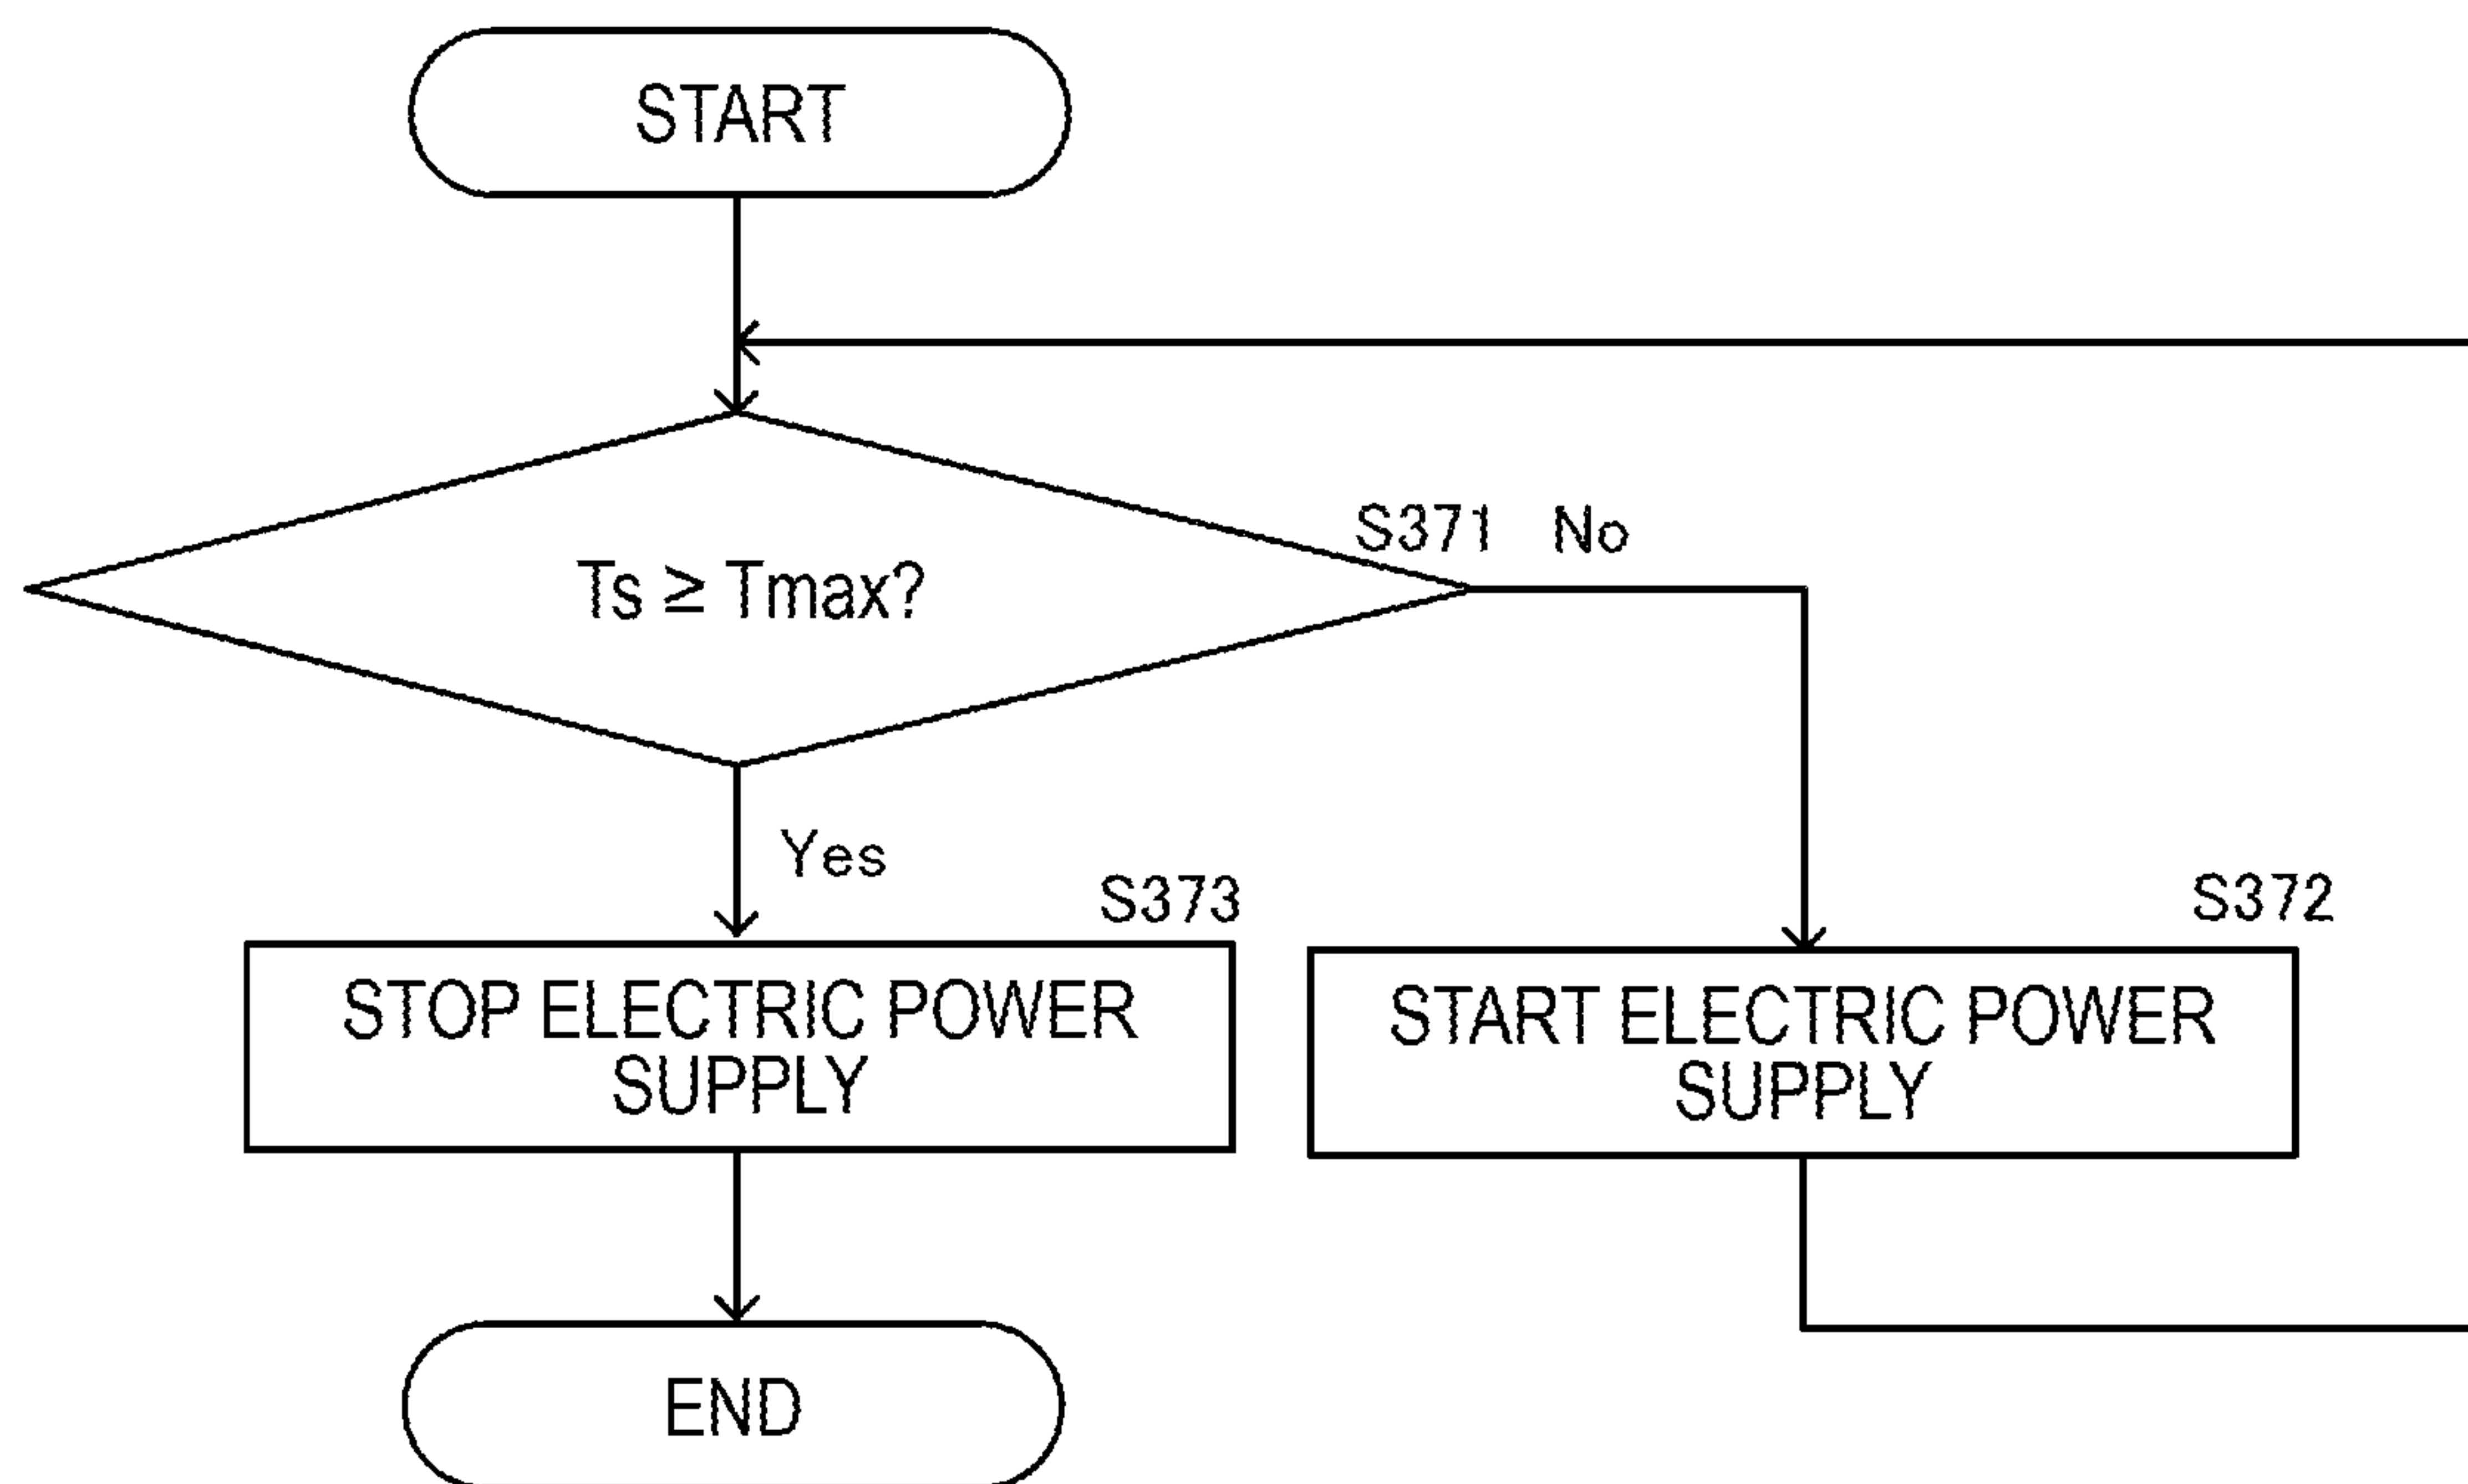 START
S371 No
Ts ≥ Tmax?
Yes
S373
STOP ELECTRIC POWER
SUPPLY
S372
START ELECTRIC POWER
SUPPLY
END